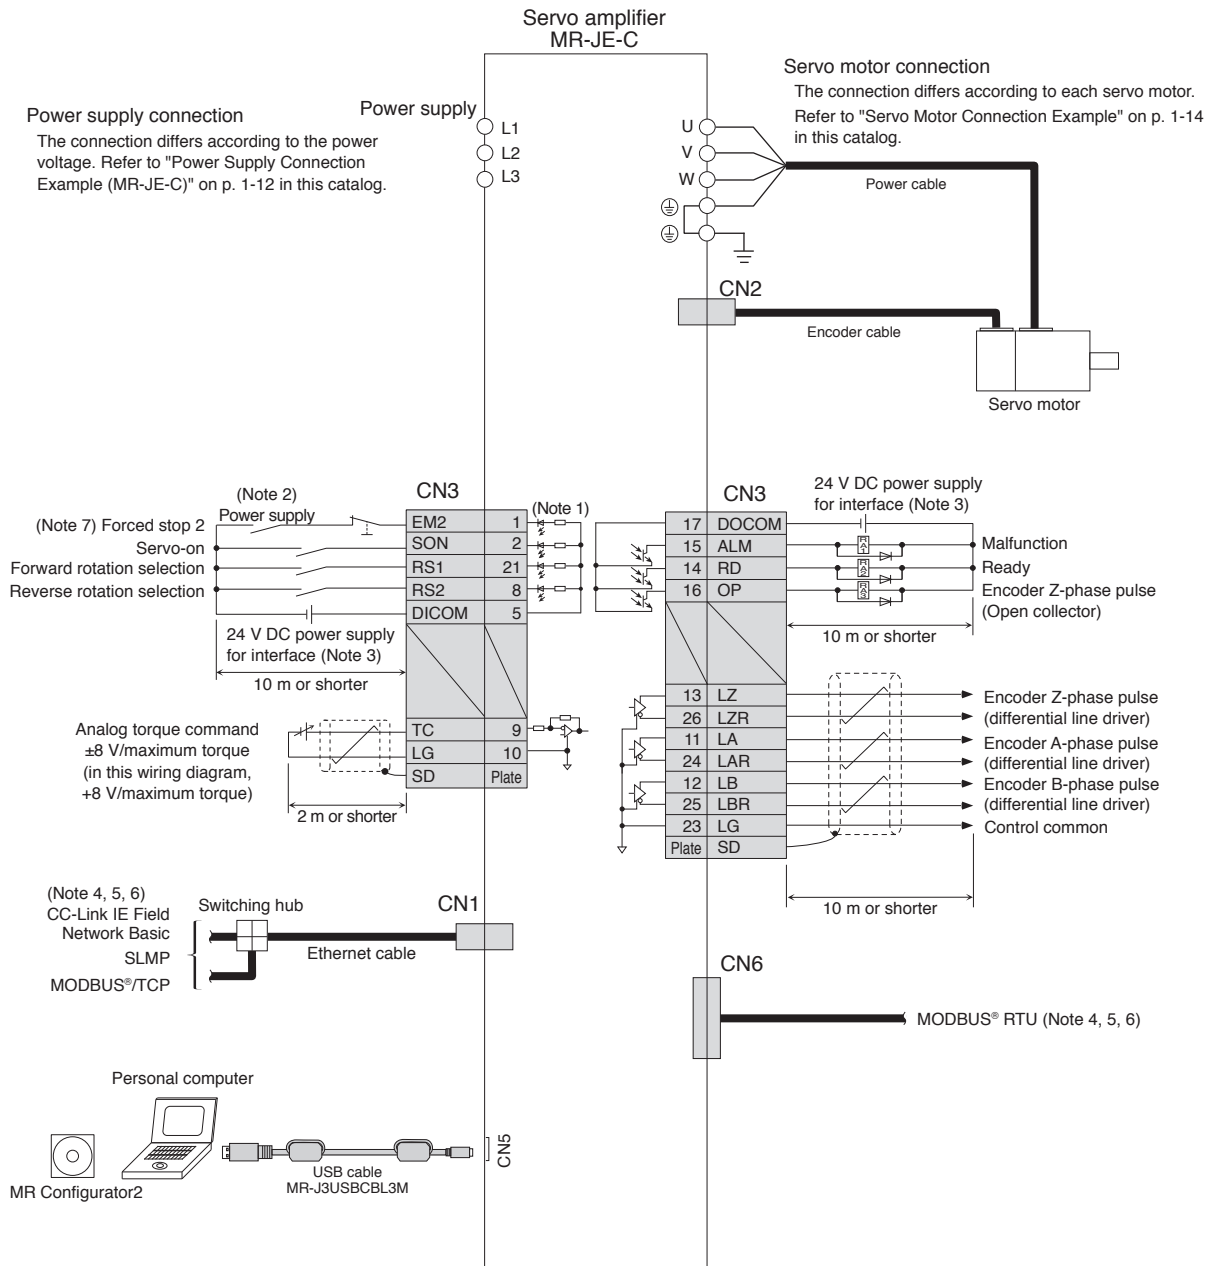 Servo amplifier
MR-JE-C
Power supply connection
The connection differs according to the power
voltage. Refer to "Power Supply Connection
Example (MR-JE-C)" on p. 1-12 in this catalog.
Power supply
L1
L2
L3
Servo motor connection
The connection differs according to each servo motor.
Refer to "Servo Motor Connection Example" on p. 1-14
in this catalog.
U
V
W
Power cable
CN2
Encoder cable
Servo motor
(Note 2)
Power supply
(Note 7) Forced stop 2
Servo-on
Forward rotation selection
Reverse rotation selection
24 V DC power supply
for interface (Note 3)
10 m or shorter
CN3
(Note 1)
EM2 1
SON 2
RS1 21
RS2 8
DICOM 5
TC 9
LG 10
SD Plate
Analog torque command
±8 V/maximum torque
(in this wiring diagram,
+8 V/maximum torque)
2 m or shorter
CN3
24 V DC power supply
for interface (Note 3)
17 DOCOM
15 ALM RA1 Malfunction
14 RD RA2 Ready
16 OP RA3 Encoder Z-phase pulse
(Open collector)
10 m or shorter
13 LZ Encoder Z-phase pulse
26 LZR (differential line driver)
11 LA Encoder A-phase pulse
24 LAR (differential line driver)
12 LB Encoder B-phase pulse
25 LBR (differential line driver)
23 LG Control common
Plate SD
10 m or shorter
(Note 4, 5, 6)
CC-Link IE Field
Network Basic
SLMP
MODBUS®/TCP
Switching hub
Ethernet cable
CN1
CN6
MODBUS® RTU (Note 4, 5, 6)
Personal computer
MR Configurator2
USB cable
MR-J3USBCBL3M
CN5